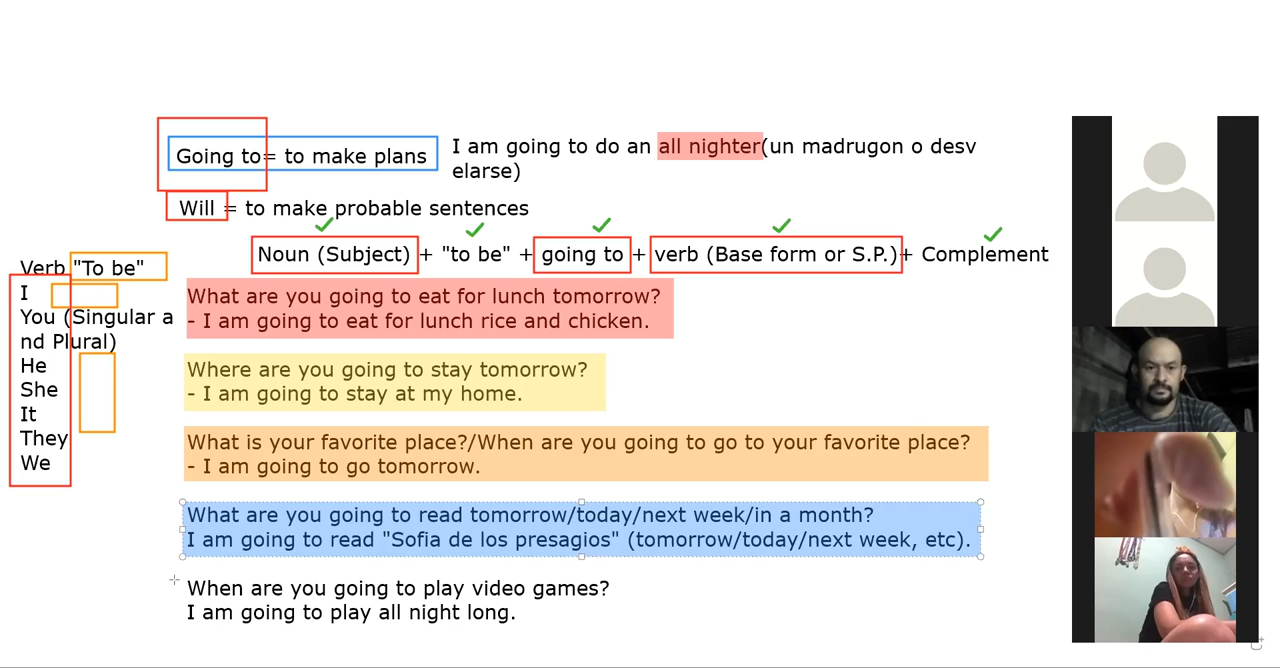 Going to= to make plans
I am going to do an all nighter(un madrugon o desv
elarse)
Will = to make probable sentences
Noun (Subject) + "to be" + going to + verb (Base form or S.P.)+ Complement
Verb "To be"
I
You (Singular a
nd Plural)
He
She
It
They
We
What are you going to eat for lunch tomorrow?
- I am going to eat for lunch rice and chicken.
Where are you going to stay tomorrow?
- I am going to stay at my home.
What is your favorite place?/When are you going to go to your favorite place?
- I am going to go tomorrow.
What are you going to read tomorrow/today/next week/in a month?
I am going to read "Sofia de los presagios" (tomorrow/today/next week, etc).
When are you going to play video games?
I am going to play all night long.